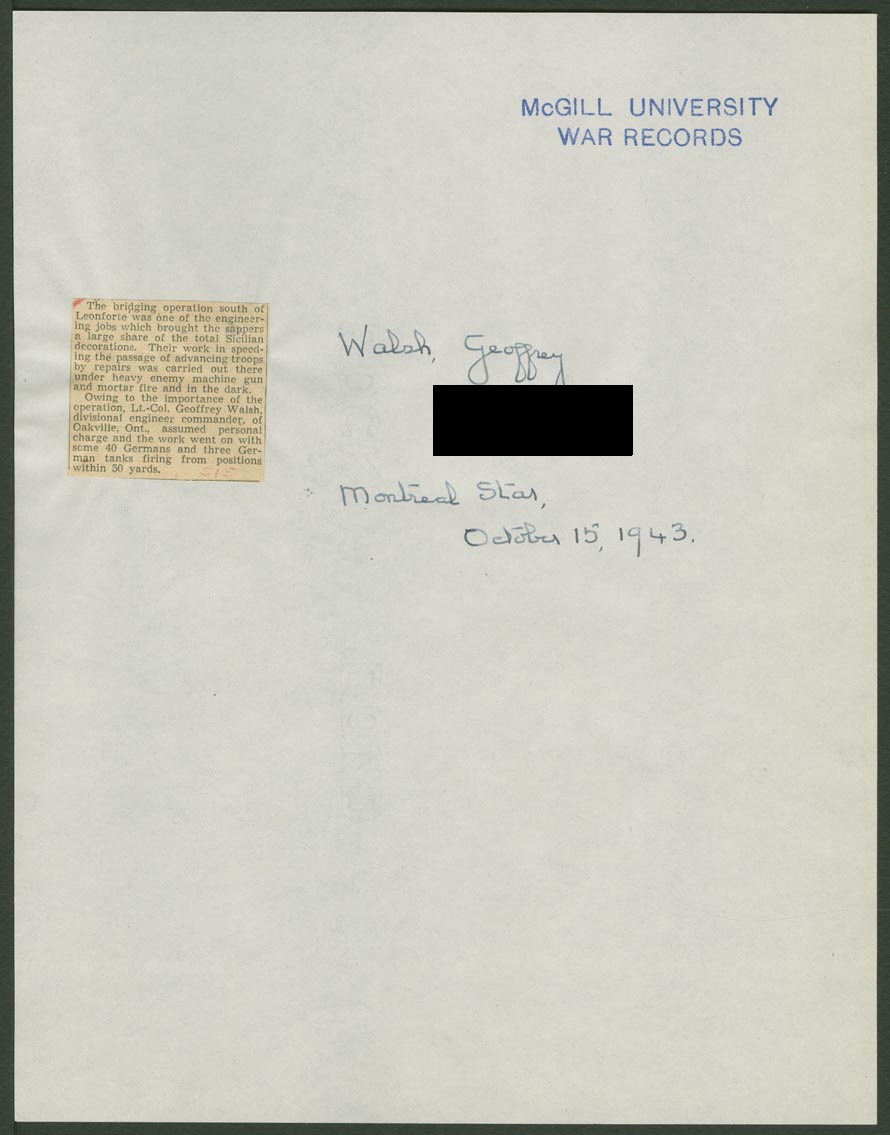 McGILL UNIVERSITY
WAR RECORDS
The bridging operation south of
Leonforte was one of the engineer-
ing jobs which brought the sappers
a large share of the total Sicilian
decorations. Their work in speed-
ing the passage of advancing troops
by repairs was carried out there
under heavy enemy machine gun
and mortar fire and in the dark.
Owing to the importance of the
operation, Lt.-Col. Geoffrey Walsh,
divisional engineer commander, of
Oakville, Ont., assumed personal
charge and the work went on with
some 40 Germans and three Ger-
man tanks firing from positions
within 50 yards.
515
Walsh, Geoffrey
Montreal Star,
October 15, 1943.